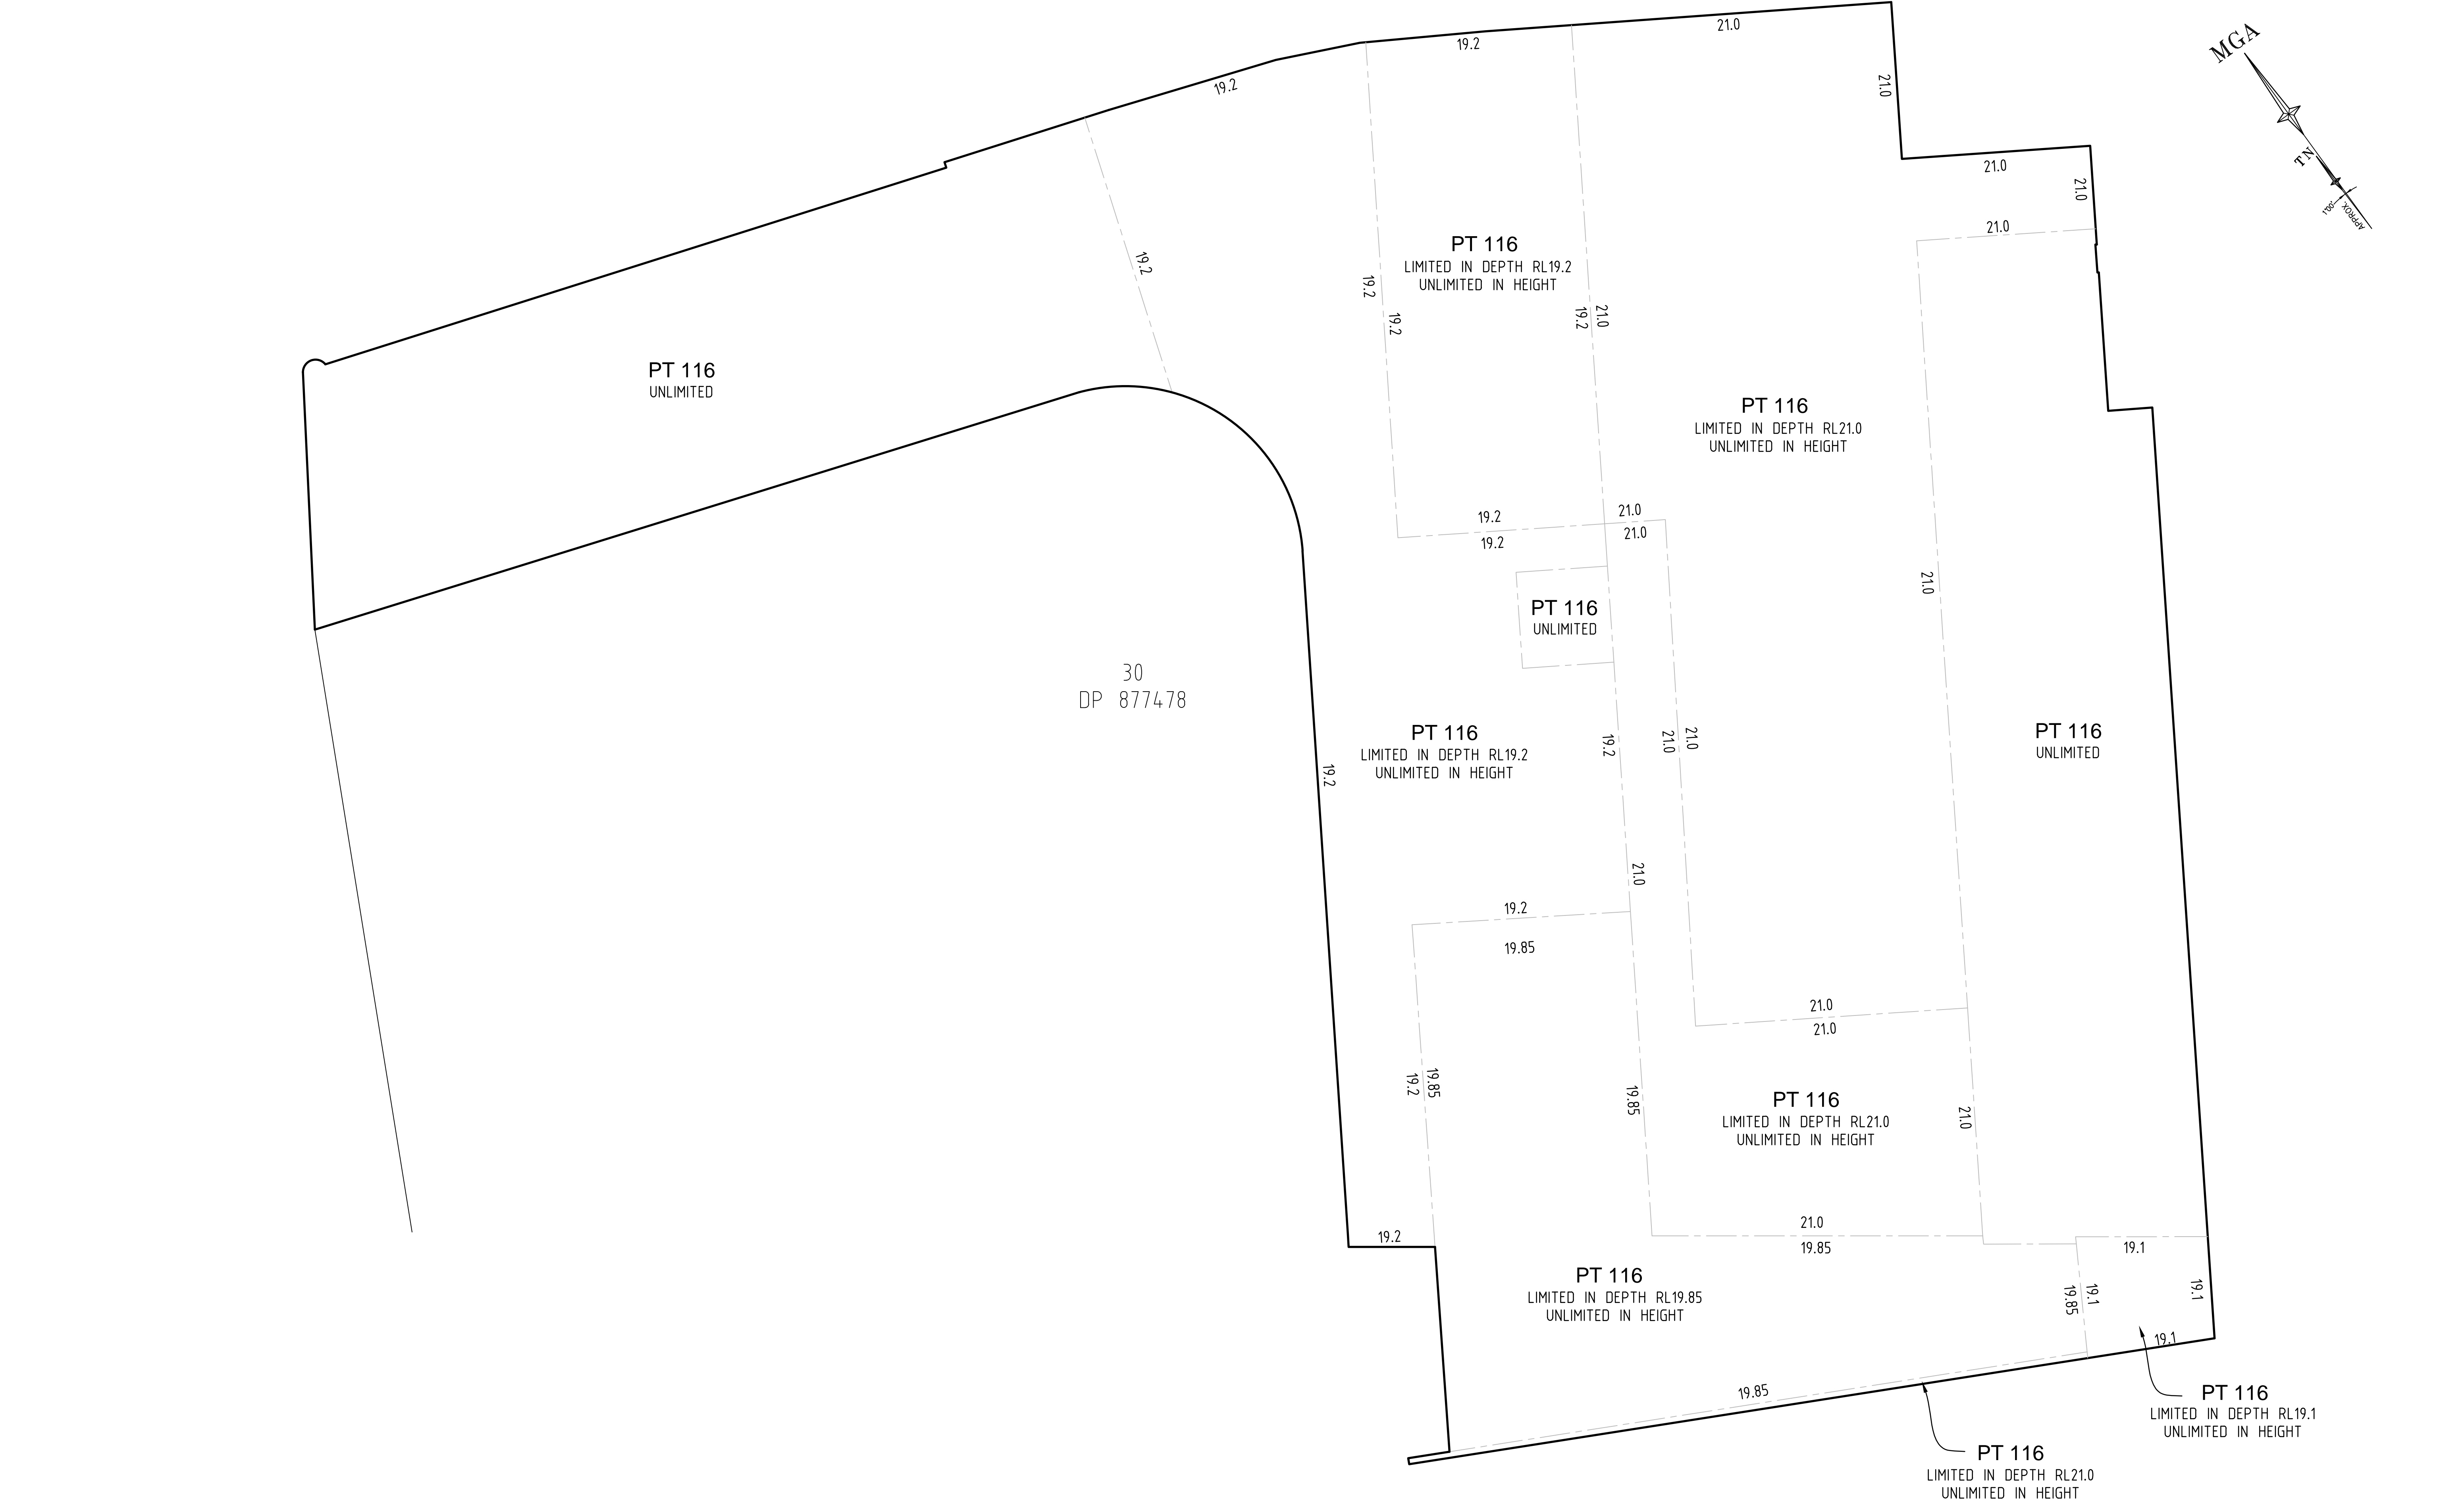 21.0
19.2
19.2
21.0
MGA
TN
1°00'
APPROX.
21.0
21.0
21.0
19.2
PT 116
LIMITED IN DEPTH RL19.2
UNLIMITED IN HEIGHT
19.2
19.2
19.2
21.0
PT 116
UNLIMITED
PT 116
LIMITED IN DEPTH RL21.0
UNLIMITED IN HEIGHT
19.2
19.2
21.0
21.0
21.0
PT 116
UNLIMITED
30
DP 877478
PT 116
LIMITED IN DEPTH RL19.2
UNLIMITED IN HEIGHT
19.2
19.2
21.0
21.0
PT 116
UNLIMITED
21.0
19.2
19.85
21.0
21.0
19.2
19.85
19.85
PT 116
LIMITED IN DEPTH RL21.0
UNLIMITED IN HEIGHT
21.0
19.2
21.0
19.85
19.1
PT 116
LIMITED IN DEPTH RL19.85
UNLIMITED IN HEIGHT
19.85
19.1
19.1
19.1
19.85
PT 116
LIMITED IN DEPTH RL19.1
UNLIMITED IN HEIGHT
PT 116
LIMITED IN DEPTH RL21.0
UNLIMITED IN HEIGHT